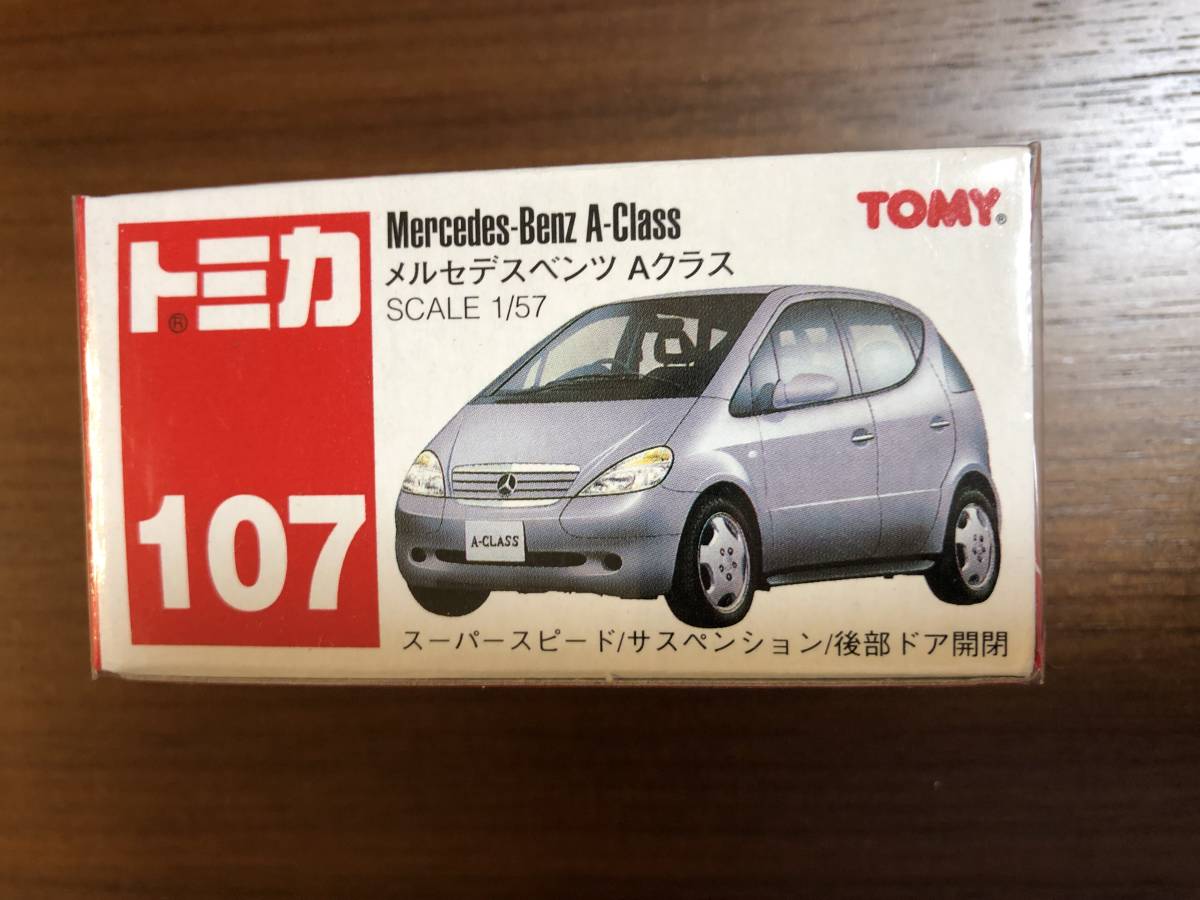 トミカ®
107
Mercedes-Benz A-Class
メルセデスベンツ Aクラス
SCALE 1/57
TOMY®
A-CLASS
スーパースピード/サスペンション/後部ドア開閉